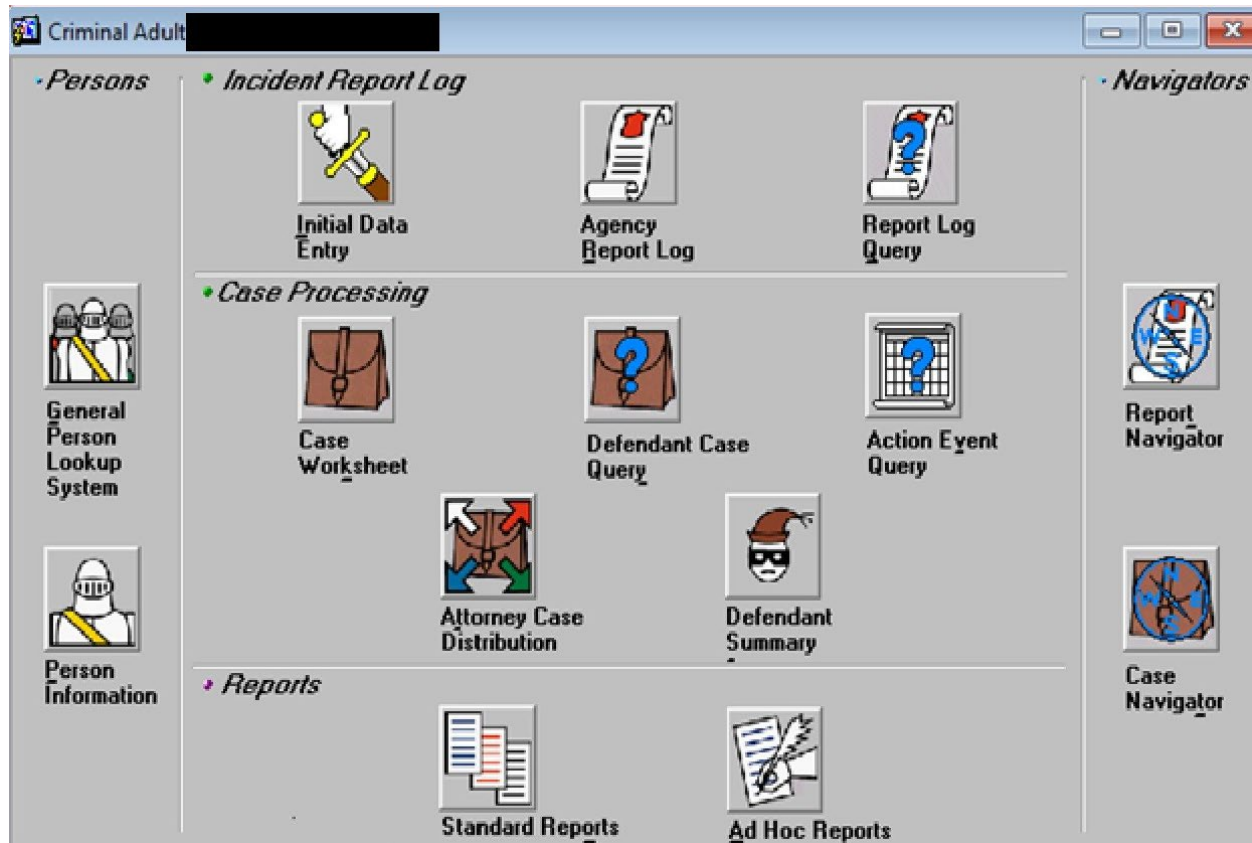 Criminal Adult
Persons
Incident Report Log
Navigators
Initial Data
Entry
Agency
Report Log
Report Log
Query
Case Processing
General
Person
Lookup
System
Case
Worksheet
Defendant Case
Query
Action Event
Query
Report
Navigator
N
W
E
S
Attorney Case
Distribution
Defendant
Summary
Person
Information
Case
Navigator
N
W
E
S
Reports
Standard Reports
Ad Hoc Reports